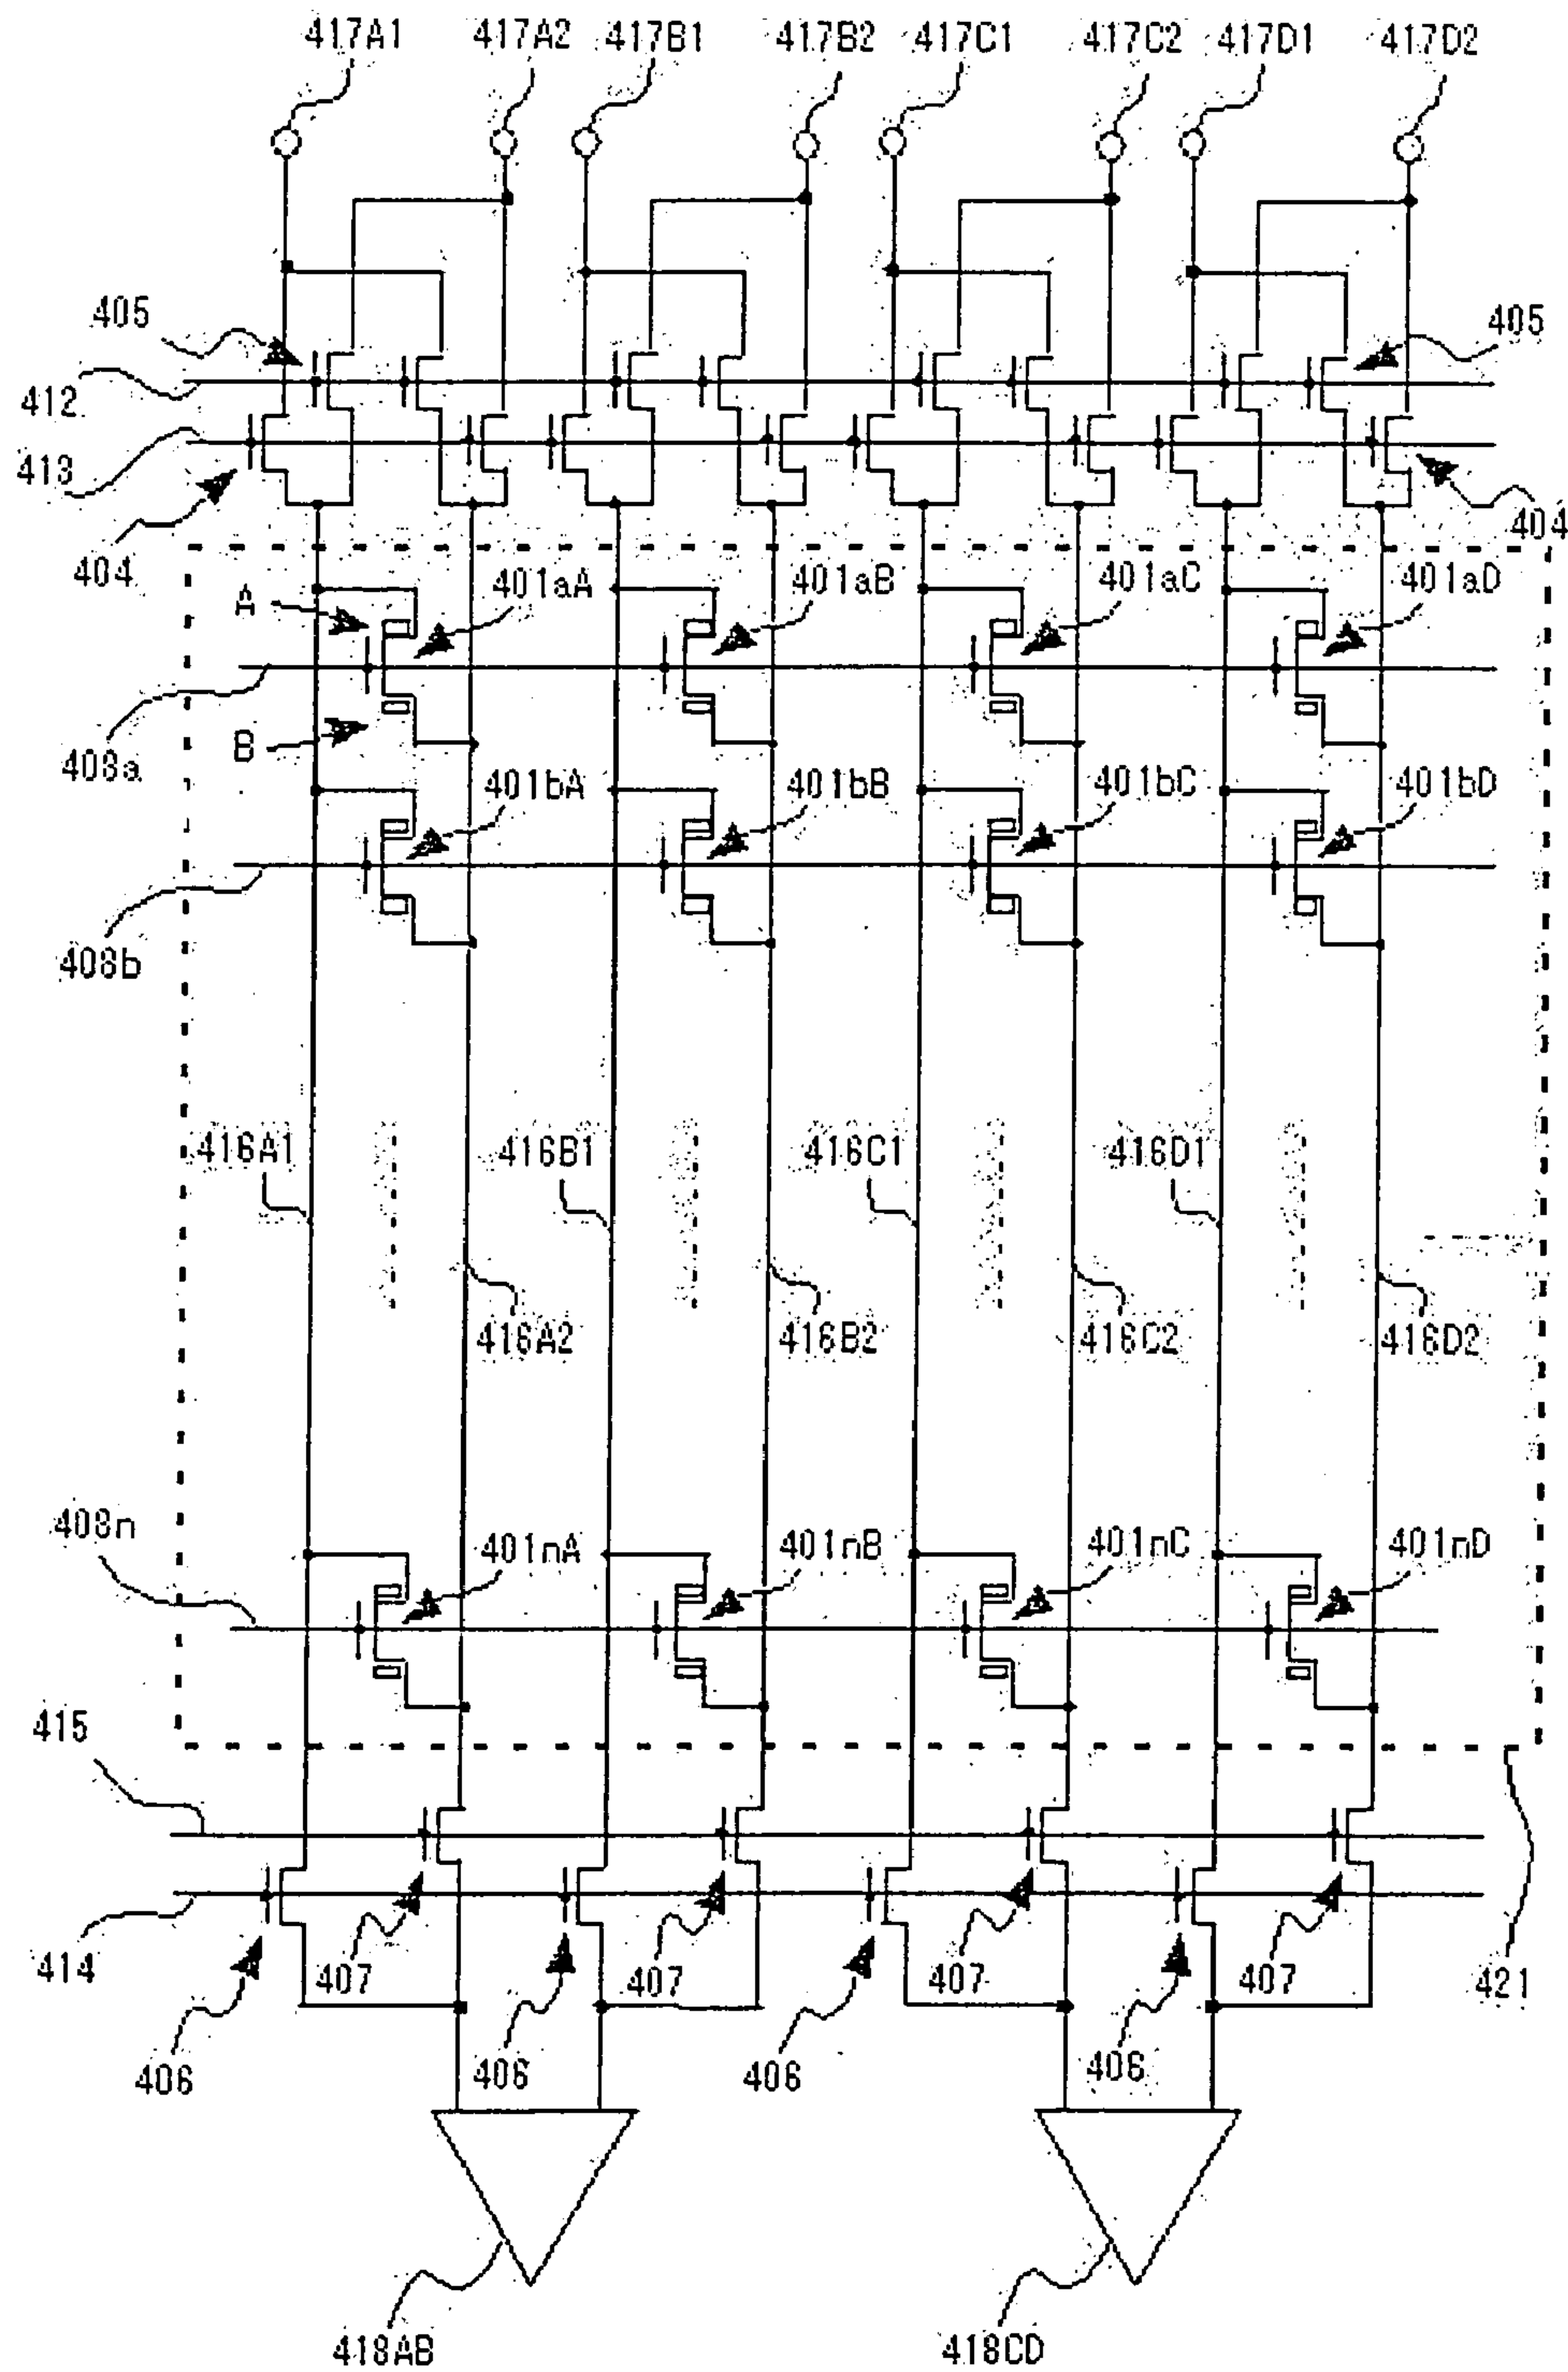 417A1 417A2 417B1 417B2 417C1 417C2 417D1 417D2
405 405
412
413
404 404
A 401aA 401aB 401aC 401aD
408a B
401bA 401bB 401bC 401bD
408b
416A1 416B1 416C1 416D1
416A2 416B2 416C2 416D2
408n 401nA 401nB 401nC 401nD
415
414 407 407 407 407 421
406 406 406 406
418AB 418CD